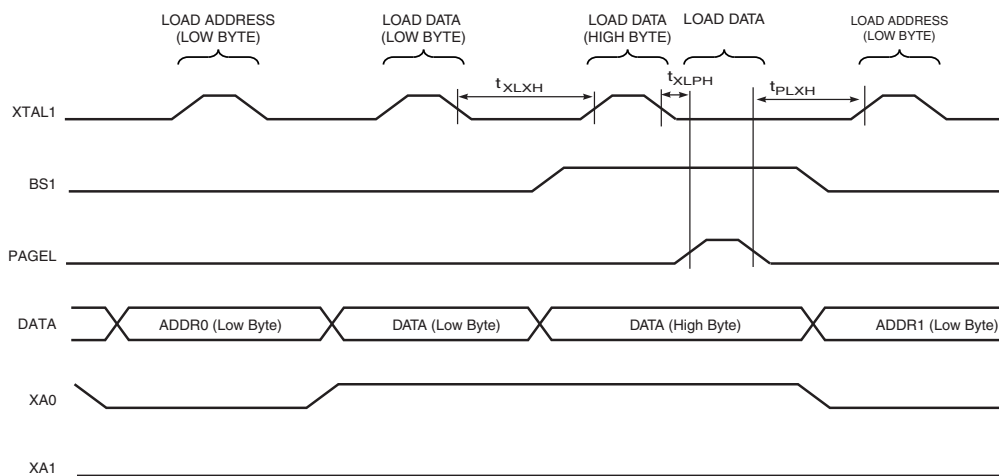 LOAD ADDRESS
(LOW BYTE)
LOAD DATA
(LOW BYTE)
LOAD DATA
(HIGH BYTE)
LOAD DATA
LOAD ADDRESS
(LOW BYTE)
tXLXH
tXLPH
tPLXH
XTAL1
BS1
PAGEL
DATA
ADDR0 (Low Byte)
DATA (Low Byte)
DATA (High Byte)
ADDR1 (Low Byte)
XA0
XA1